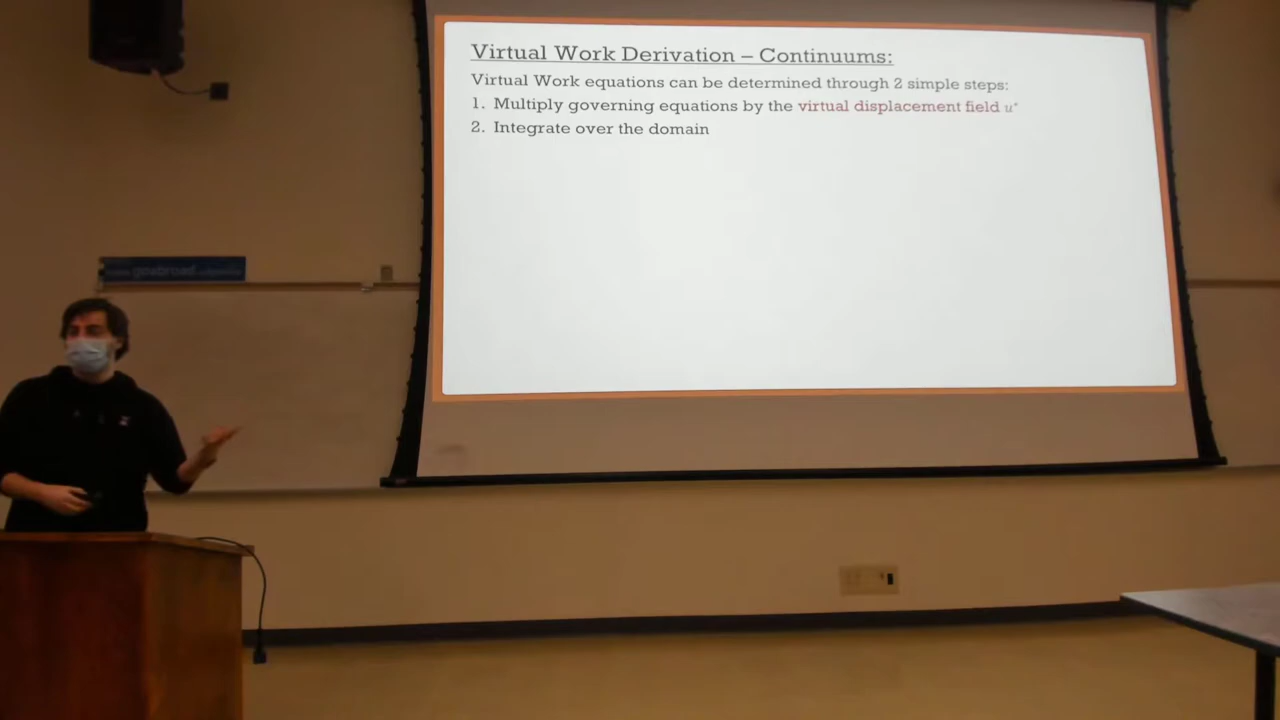 Virtual Work Derivation – Continuums:
Virtual Work equations can be determined through 2 simple steps:
1. Multiply governing equations by the virtual displacement field u*
2. Integrate over the domain
goabroad